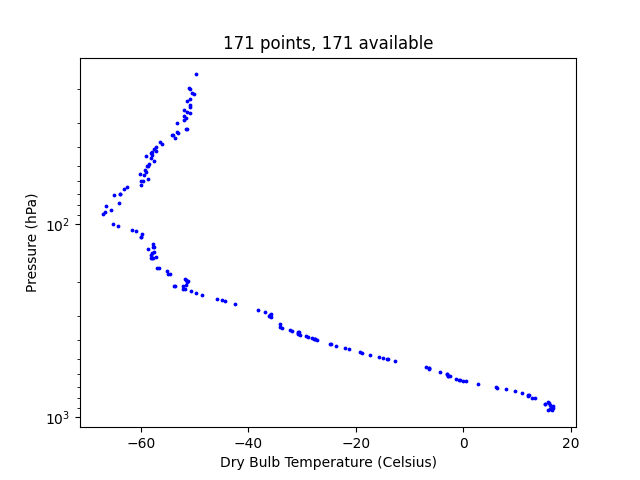 171 points, 171 available
Pressure (hPa)
10²
10³
−60
−40
−20
0
20
Dry Bulb Temperature (Celsius)